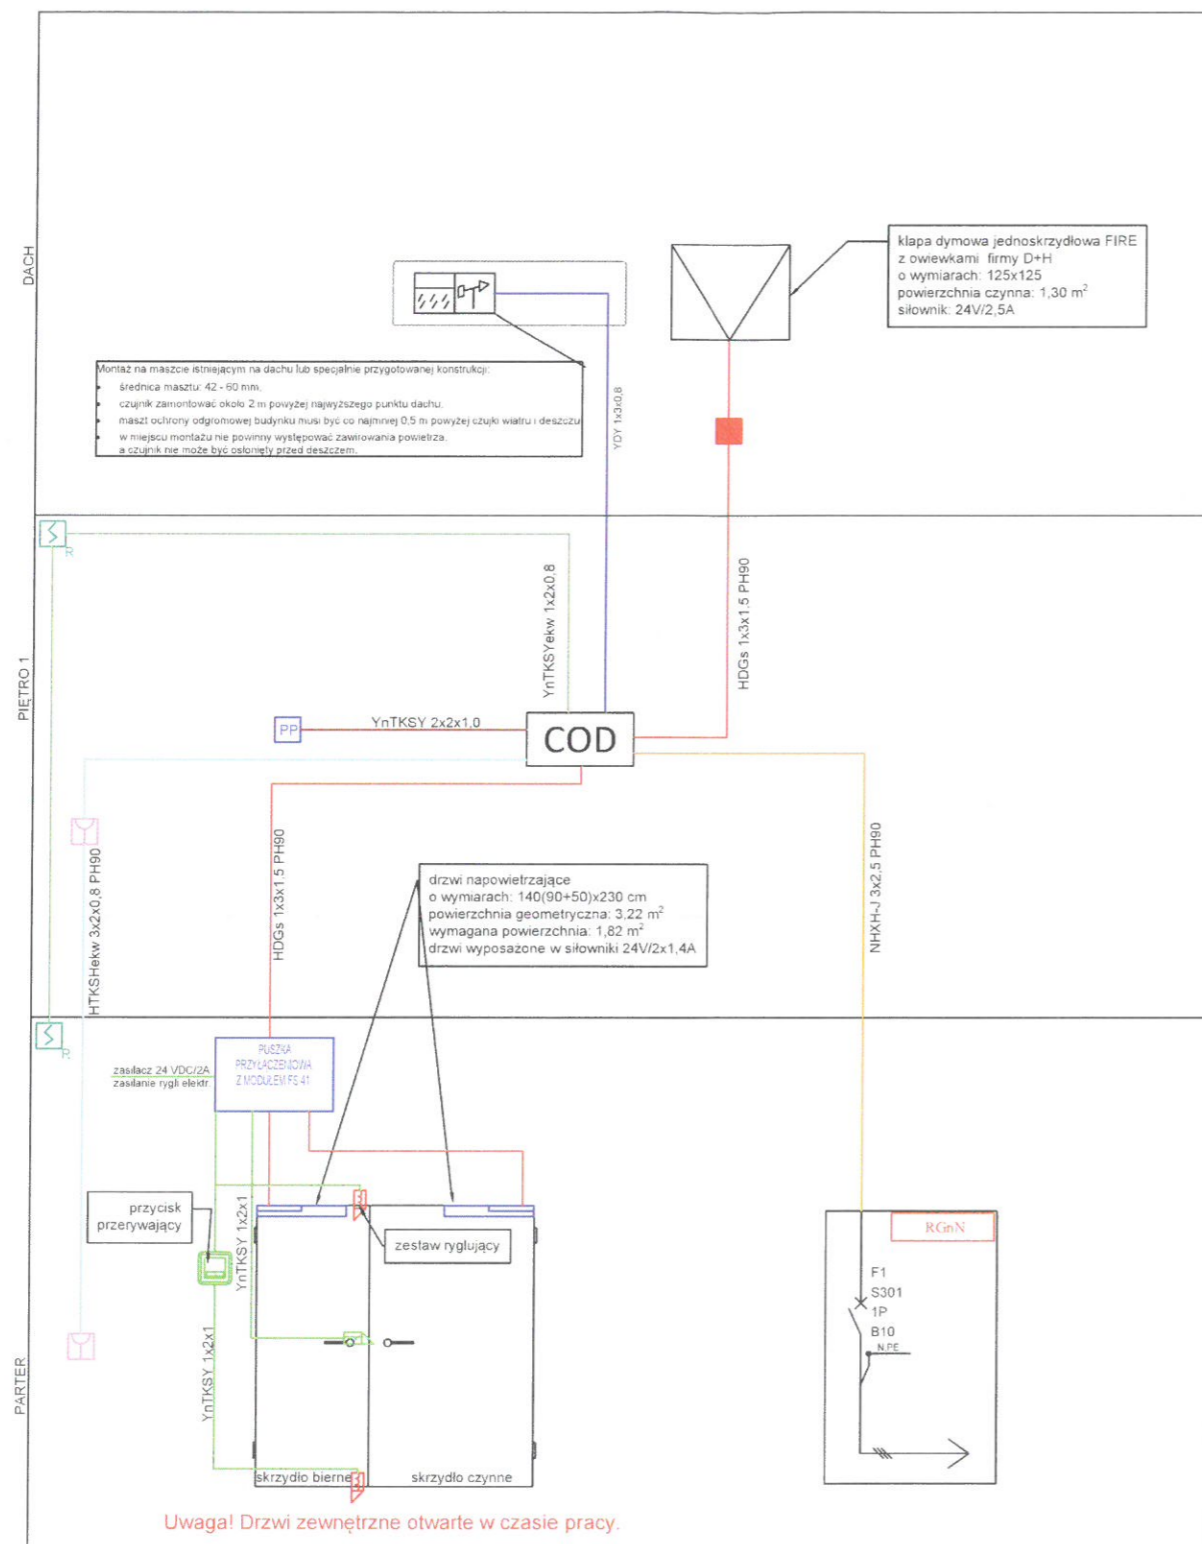 DACH
klapa dymowa jednoskrzydłowa FIRE
z owiewkami firmy D+H
o wymiarach: 125x125
powierzchnia czynna: 1,30 m²
siłownik: 24V/2,5A
Montaż na maszcie istniejącym na dachu lub specjalnie przygotowanej konstrukcji:
• średnica masztu: 42 - 60 mm.
• czujnik zamontować około 2 m powyżej najwyższego punktu dachu.
• maszt ochrony odgromowej budynku musi być co najmniej 0,5 m powyżej czujki wiatru i deszczu
• w miejscu montażu nie powinny występować zawirowania powietrza.
a czujnik nie może być osłonięty przed deszczem.
YDY 1x3x0,8
PIĘTRO 1
R
YnTKSYekw 1x2x0,8
HDGs 1x3x1.5 PH90
PP
YnTKSY 2x2x1,0
COD
HTKSHekw 3x2x0,8 PH90
HDGs 1x3x1.5 PH90
NHXH-J 3x2,5 PH90
drzwi napowietrzające
o wymiarach: 140(90+50)x230 cm
powierzchnia geometryczna: 3,22 m²
wymagana powierzchnia: 1,82 m²
drzwi wyposażone w siłowniki 24V/2x1,4A
PARTER
R
zasilacz 24 VDC/2A
zasilanie rygli elektr.
PUSZKA
PRZYŁĄCZENIOWA
Z MODUŁEM FS 41
przycisk
przerywający
YnTKSY 1x2x1
zestaw ryglujący
YnTKSY 1x2x1
skrzydło bierne
skrzydło czynne
RGnN
F1
S301
1P
B10
N,PE
Uwaga! Drzwi zewnętrzne otwarte w czasie pracy.